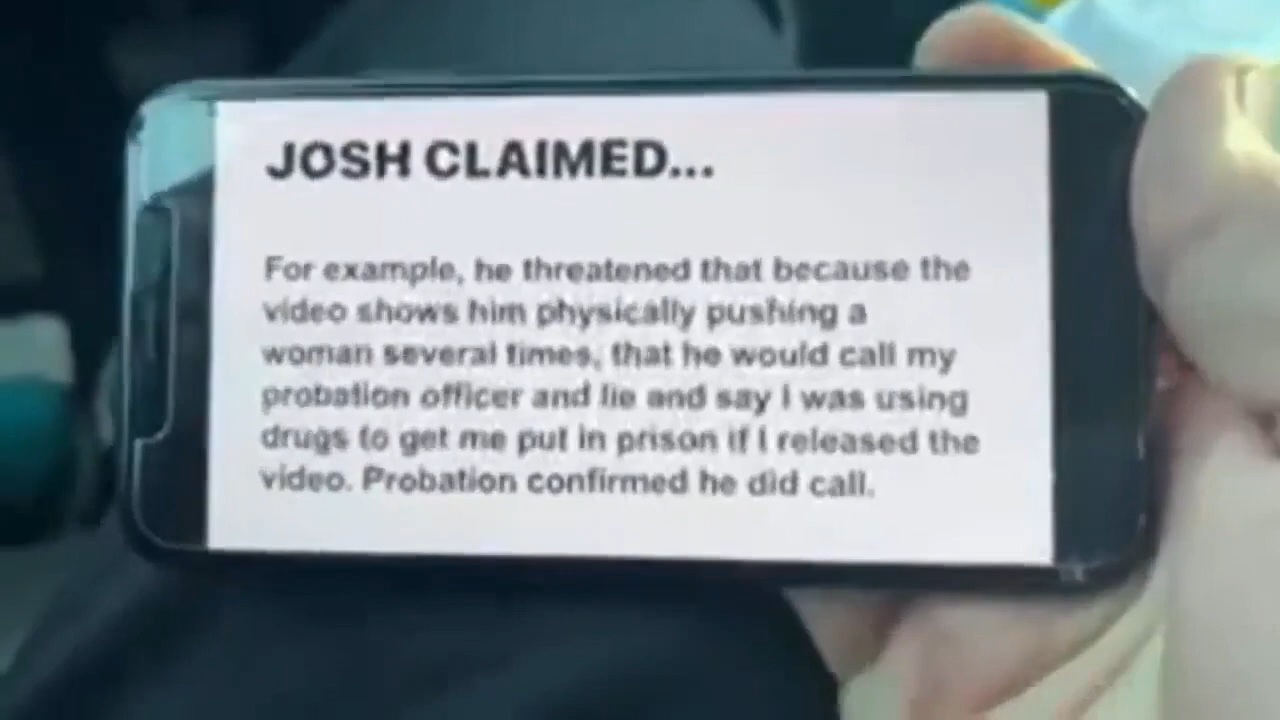 JOSH CLAIMED...
For example, he threatened that because the
video shows him physically pushing a
woman several times, that he would call my
probation officer and lie and say I was using
drugs to get me put in prison if I released the
video. Probation confirmed he did call.